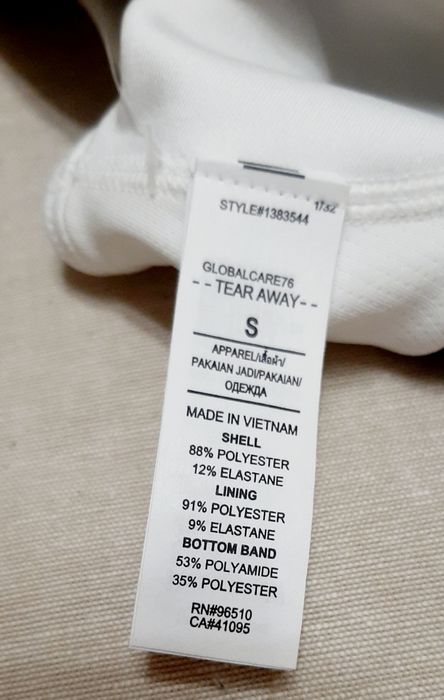 STYLE#1383544 1/32
GLOBALCARE76
--TEAR AWAY--
S
APPAREL/เสื้อผ้า/
PAKAIAN JADI/PAKAIAN/
ОДЕЖДА
MADE IN VIETNAM
SHELL
88% POLYESTER
12% ELASTANE
LINING
91% POLYESTER
9% ELASTANE
BOTTOM BAND
53% POLYAMIDE
35% POLYESTER
RN#96510
CA#41095